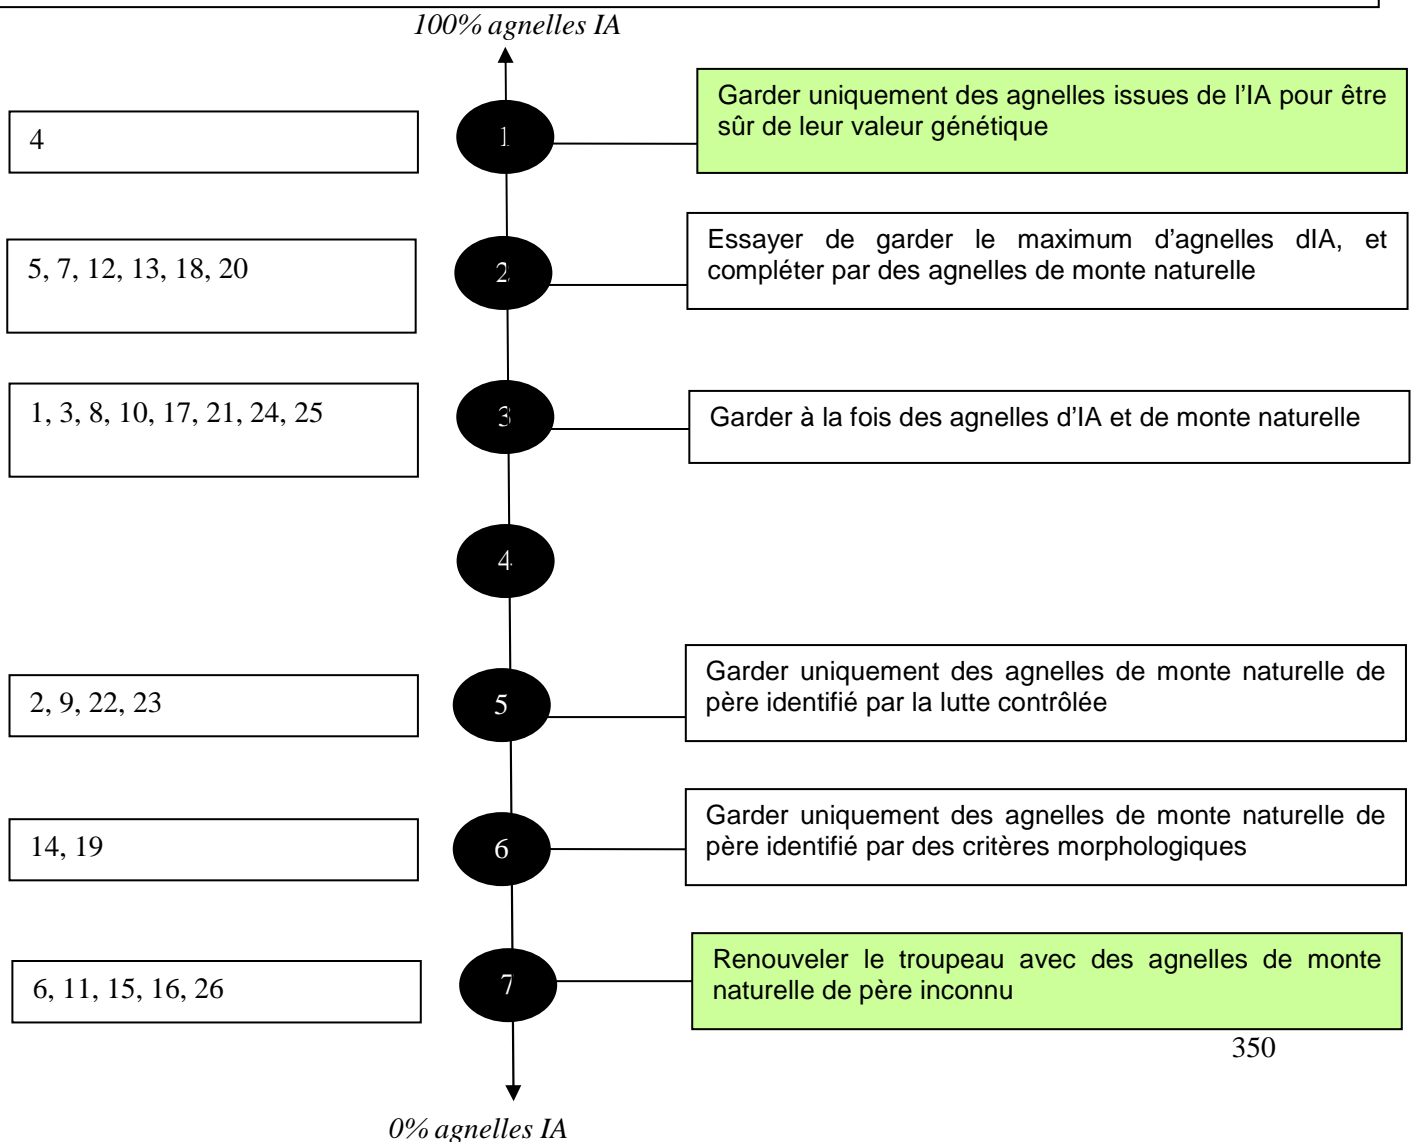 100% agnelles IA
4
1
Garder uniquement des agnelles issues de l'IA pour être
sûr de leur valeur génétique
5, 7, 12, 13, 18, 20
2
Essayer de garder le maximum d'agnelles dIA, et
compléter par des agnelles de monte naturelle
1, 3, 8, 10, 17, 21, 24, 25
3
Garder à la fois des agnelles d'IA et de monte naturelle
4
2, 9, 22, 23
5
Garder uniquement des agnelles de monte naturelle de
père identifié par la lutte contrôlée
14, 19
6
Garder uniquement des agnelles de monte naturelle de
père identifié par des critères morphologiques
6, 11, 15, 16, 26
7
Renouveler le troupeau avec des agnelles de monte
naturelle de père inconnu
350
0% agnelles IA